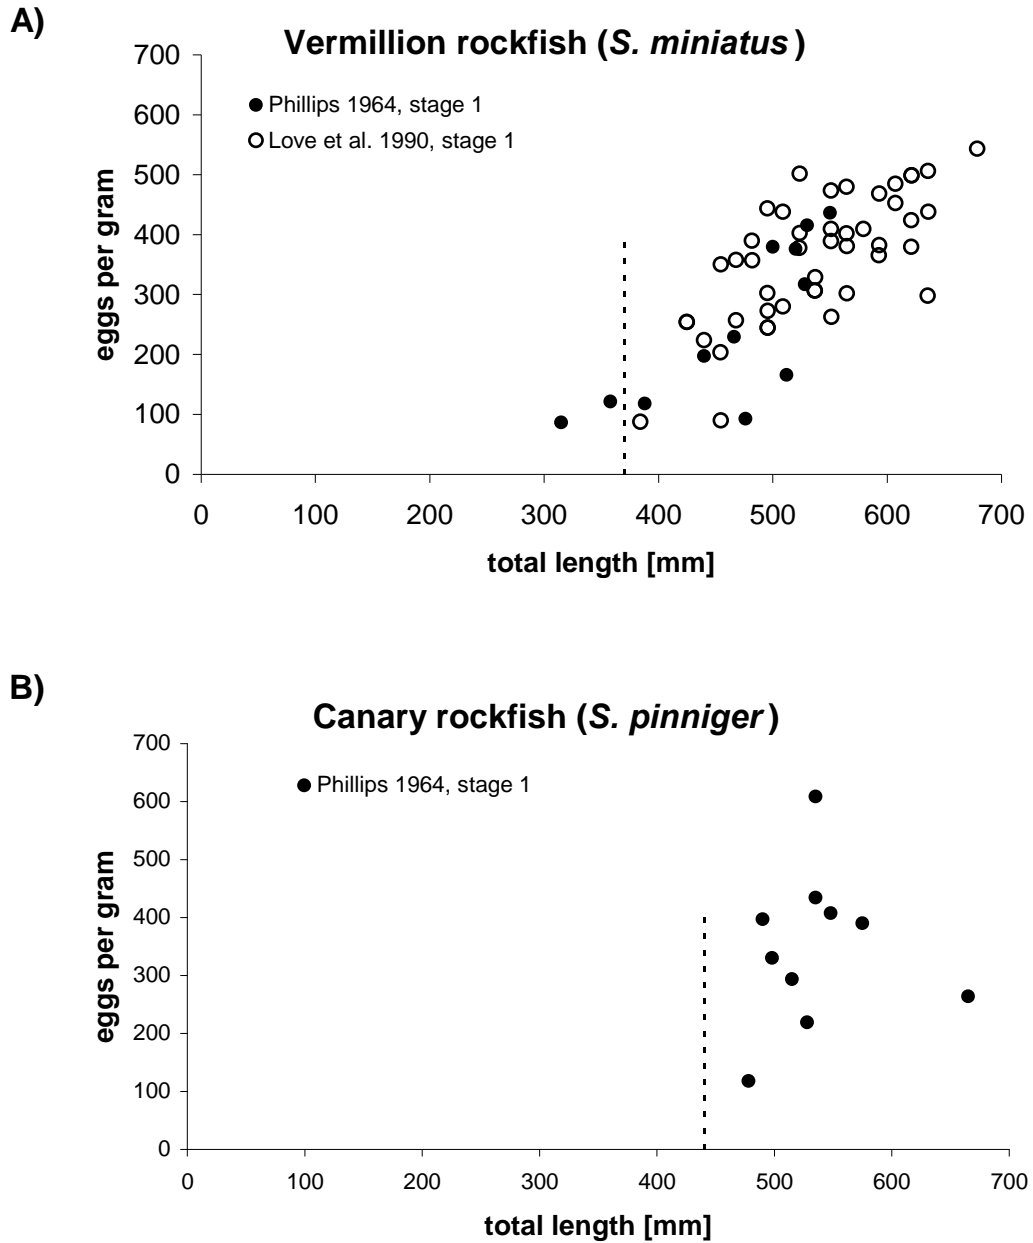 A)
Vermillion rockfish (S. miniatus)
700
600
500
400
300
200
100
0
eggs per gram
Phillips 1964, stage 1
Love et al. 1990, stage 1
0 100 200 300 400 500 600 700
total length [mm]
B)
Canary rockfish (S. pinniger)
700
600
500
400
300
200
100
0
eggs per gram
Phillips 1964, stage 1
0 100 200 300 400 500 600 700
total length [mm]